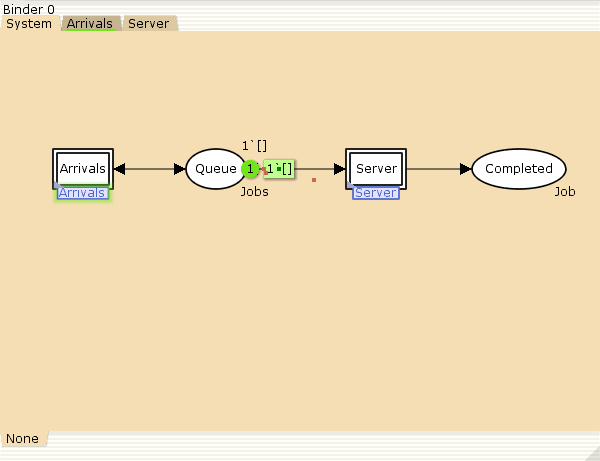 Binder 0
System Arrivals Server
1`[]
Arrivals Queue 1` 1`[] Server Completed
Arrivals Jobs Server Job
None